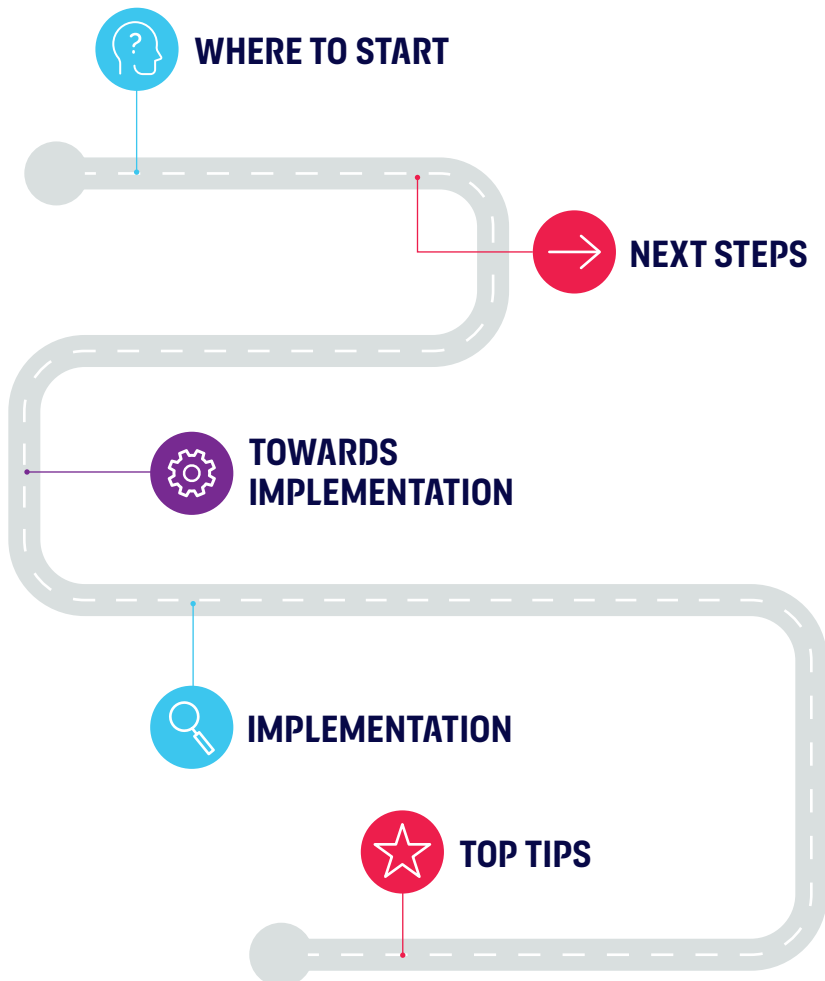 ?
WHERE TO START
NEXT STEPS
TOWARDS
IMPLEMENTATION
IMPLEMENTATION
TOP TIPS